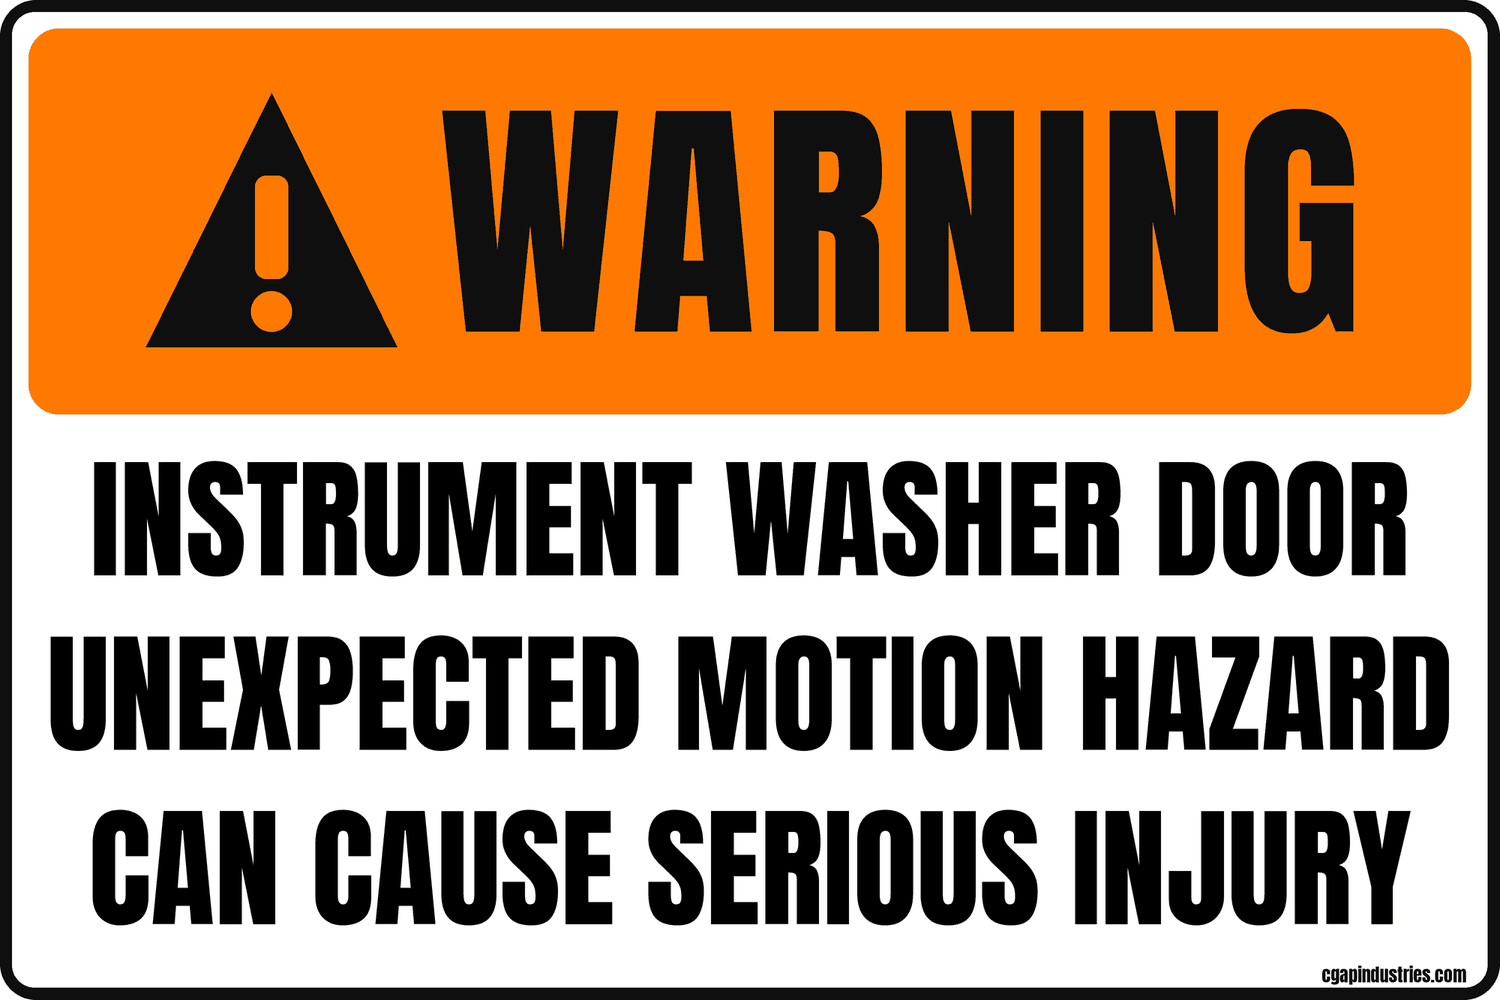 WARNING
INSTRUMENT WASHER DOOR
UNEXPECTED MOTION HAZARD
CAN CAUSE SERIOUS INJURY
cgapindustries.com